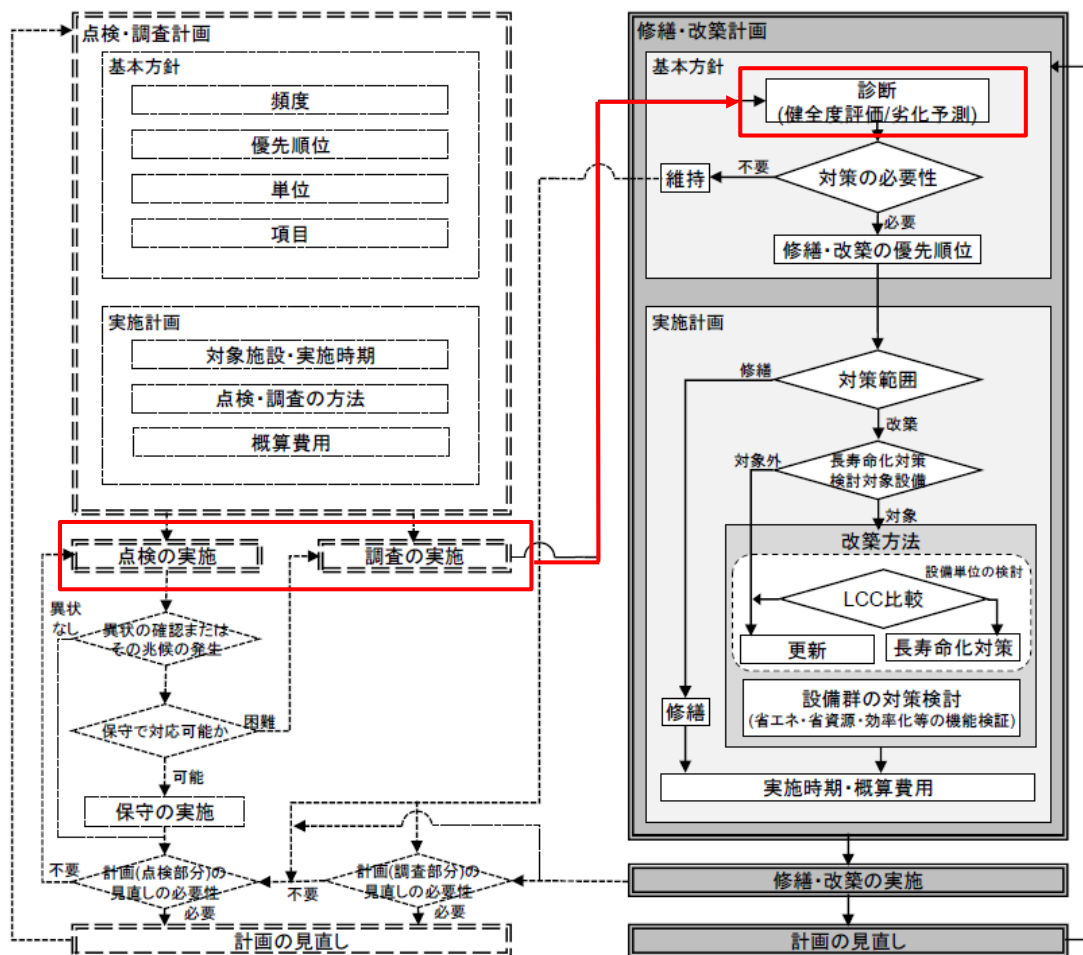 点検・調査計画
基本方針
頻度
優先順位
単位
項目
実施計画
対象施設・実施時期
点検・調査の方法
概算費用
点検の実施
調査の実施
異状
なし
異状の確認または
その兆候の発生
保守で対応可能か
困難
可能
保守の実施
不要
計画(点検部分)の
見直しの必要性
必要
不要
計画(調査部分)の
見直しの必要性
必要
計画の見直し
修繕・改築計画
基本方針
診断
(健全度評価/劣化予測)
維持
不要
対策の必要性
必要
修繕・改築の優先順位
実施計画
修繕
対策範囲
改築
対象外
長寿命化対策
検討対象設備
対象
改築方法
設備単位の検討
LCC比較
更新
長寿命化対策
修繕
設備群の対策検討
(省エネ・省資源・効率化等の機能検証)
実施時期・概算費用
修繕・改築の実施
計画の見直し